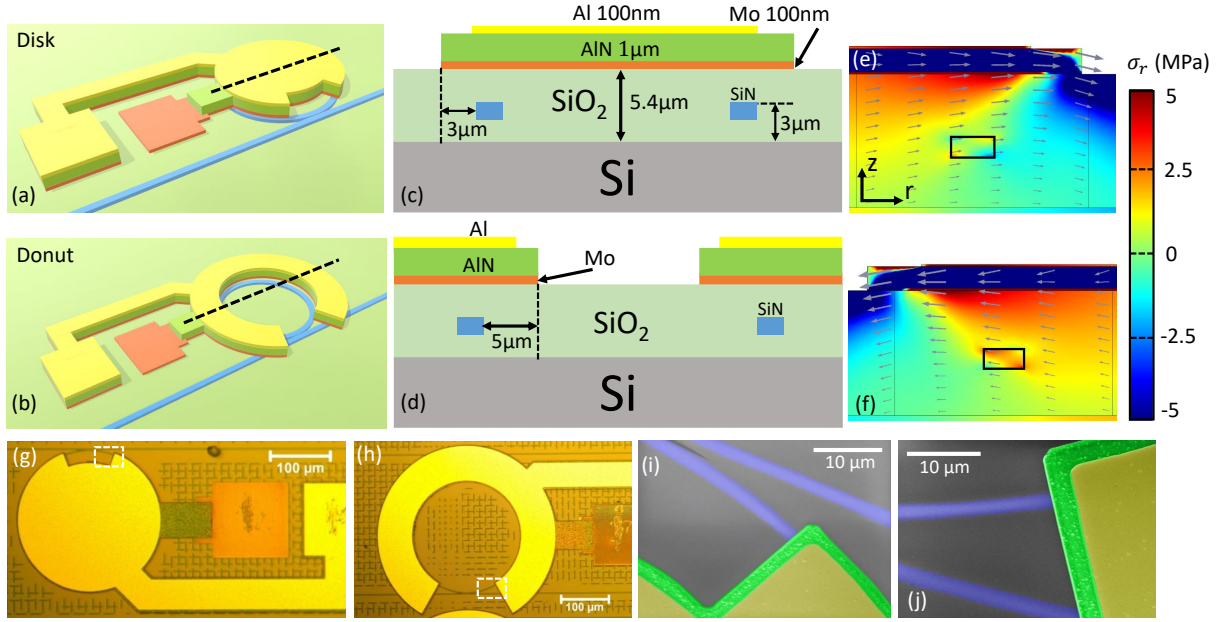 Disk
(a)
Donut
(b)
Al 100nm
Mo 100nm
AlN 1μm
SiO₂
5.4μm
SiN
3μm
3μm
Si
(c)
Al
AlN
Mo
SiO₂
SiN
5μm
Si
(d)
(e)
z
r
(f)
σr (MPa)
5
2.5
0
-2.5
-5
(g)
100 μm
(h)
100 μm
(i)
10 μm
10 μm
(j)